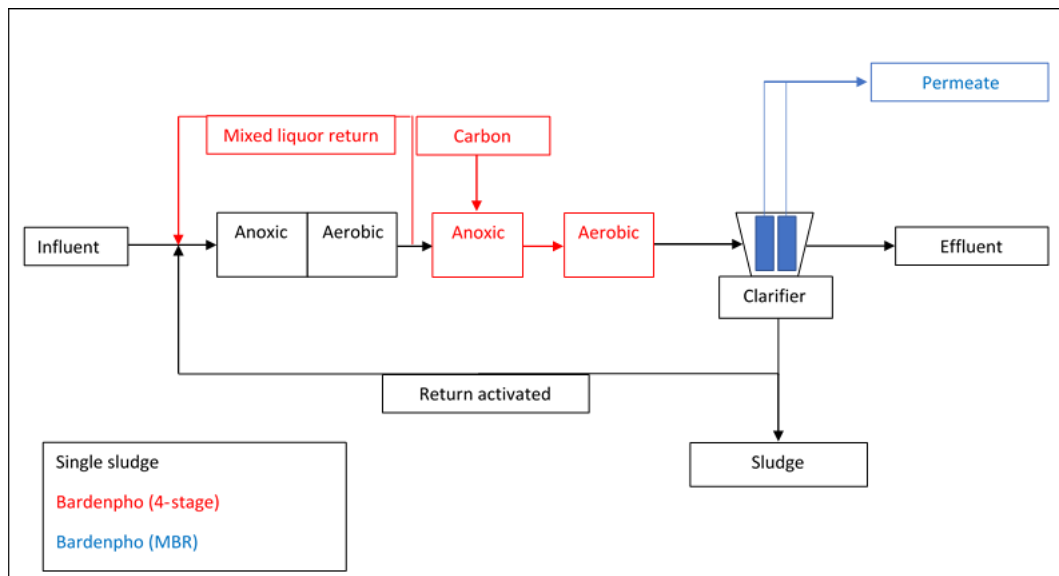 Permeate
Mixed liquor return
Carbon
Influent
Anoxic
Aerobic
Anoxic
Aerobic
Effluent
Clarifier
Return activated
Sludge
Single sludge
Bardenpho (4-stage)
Bardenpho (MBR)